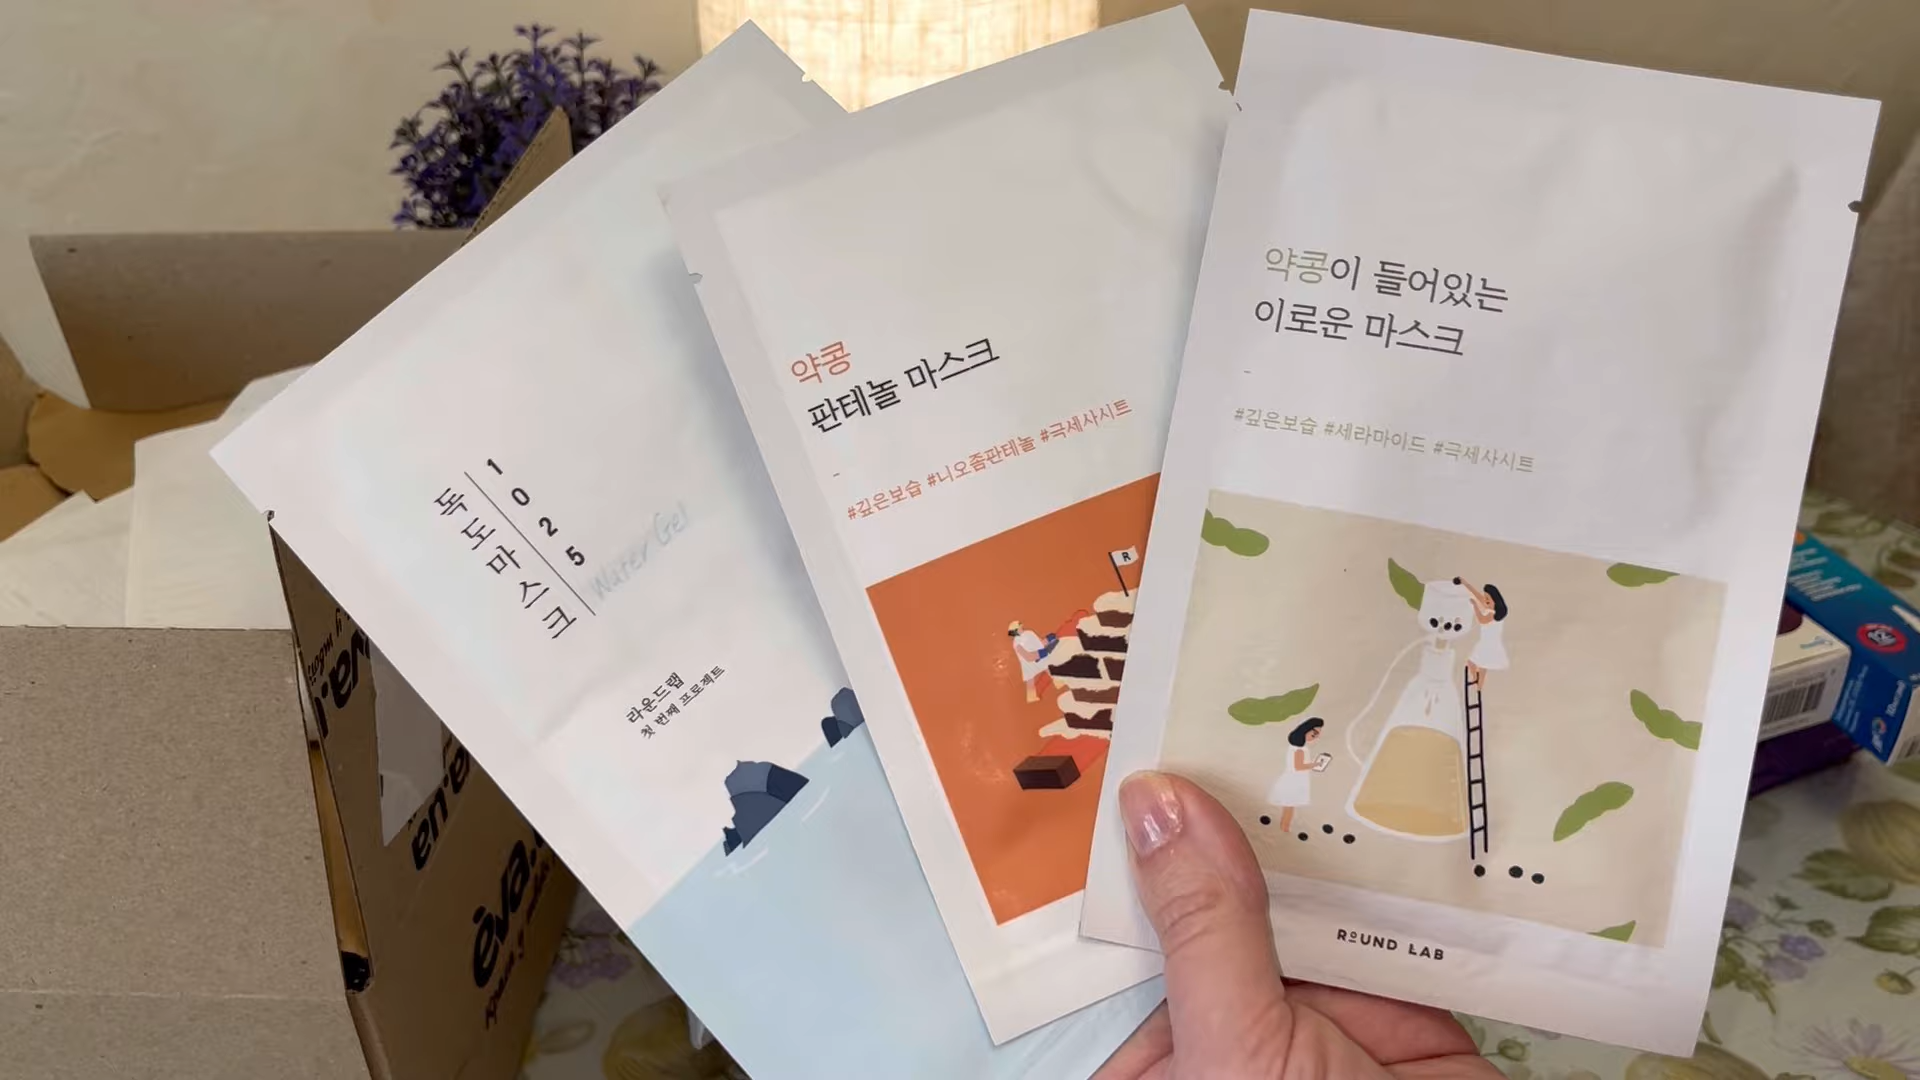 1025
독도마스크
Water Gel
라운드랩
첫 번째 프로젝트
약콩
판테놀 마스크
-
#깊은보습 #니오좀판테놀 #극세사시트
R
약콩이 들어있는
이로운 마스크
-
#깊은보습 #세라마이드 #극세사시트
ROUND LAB
eva.ua